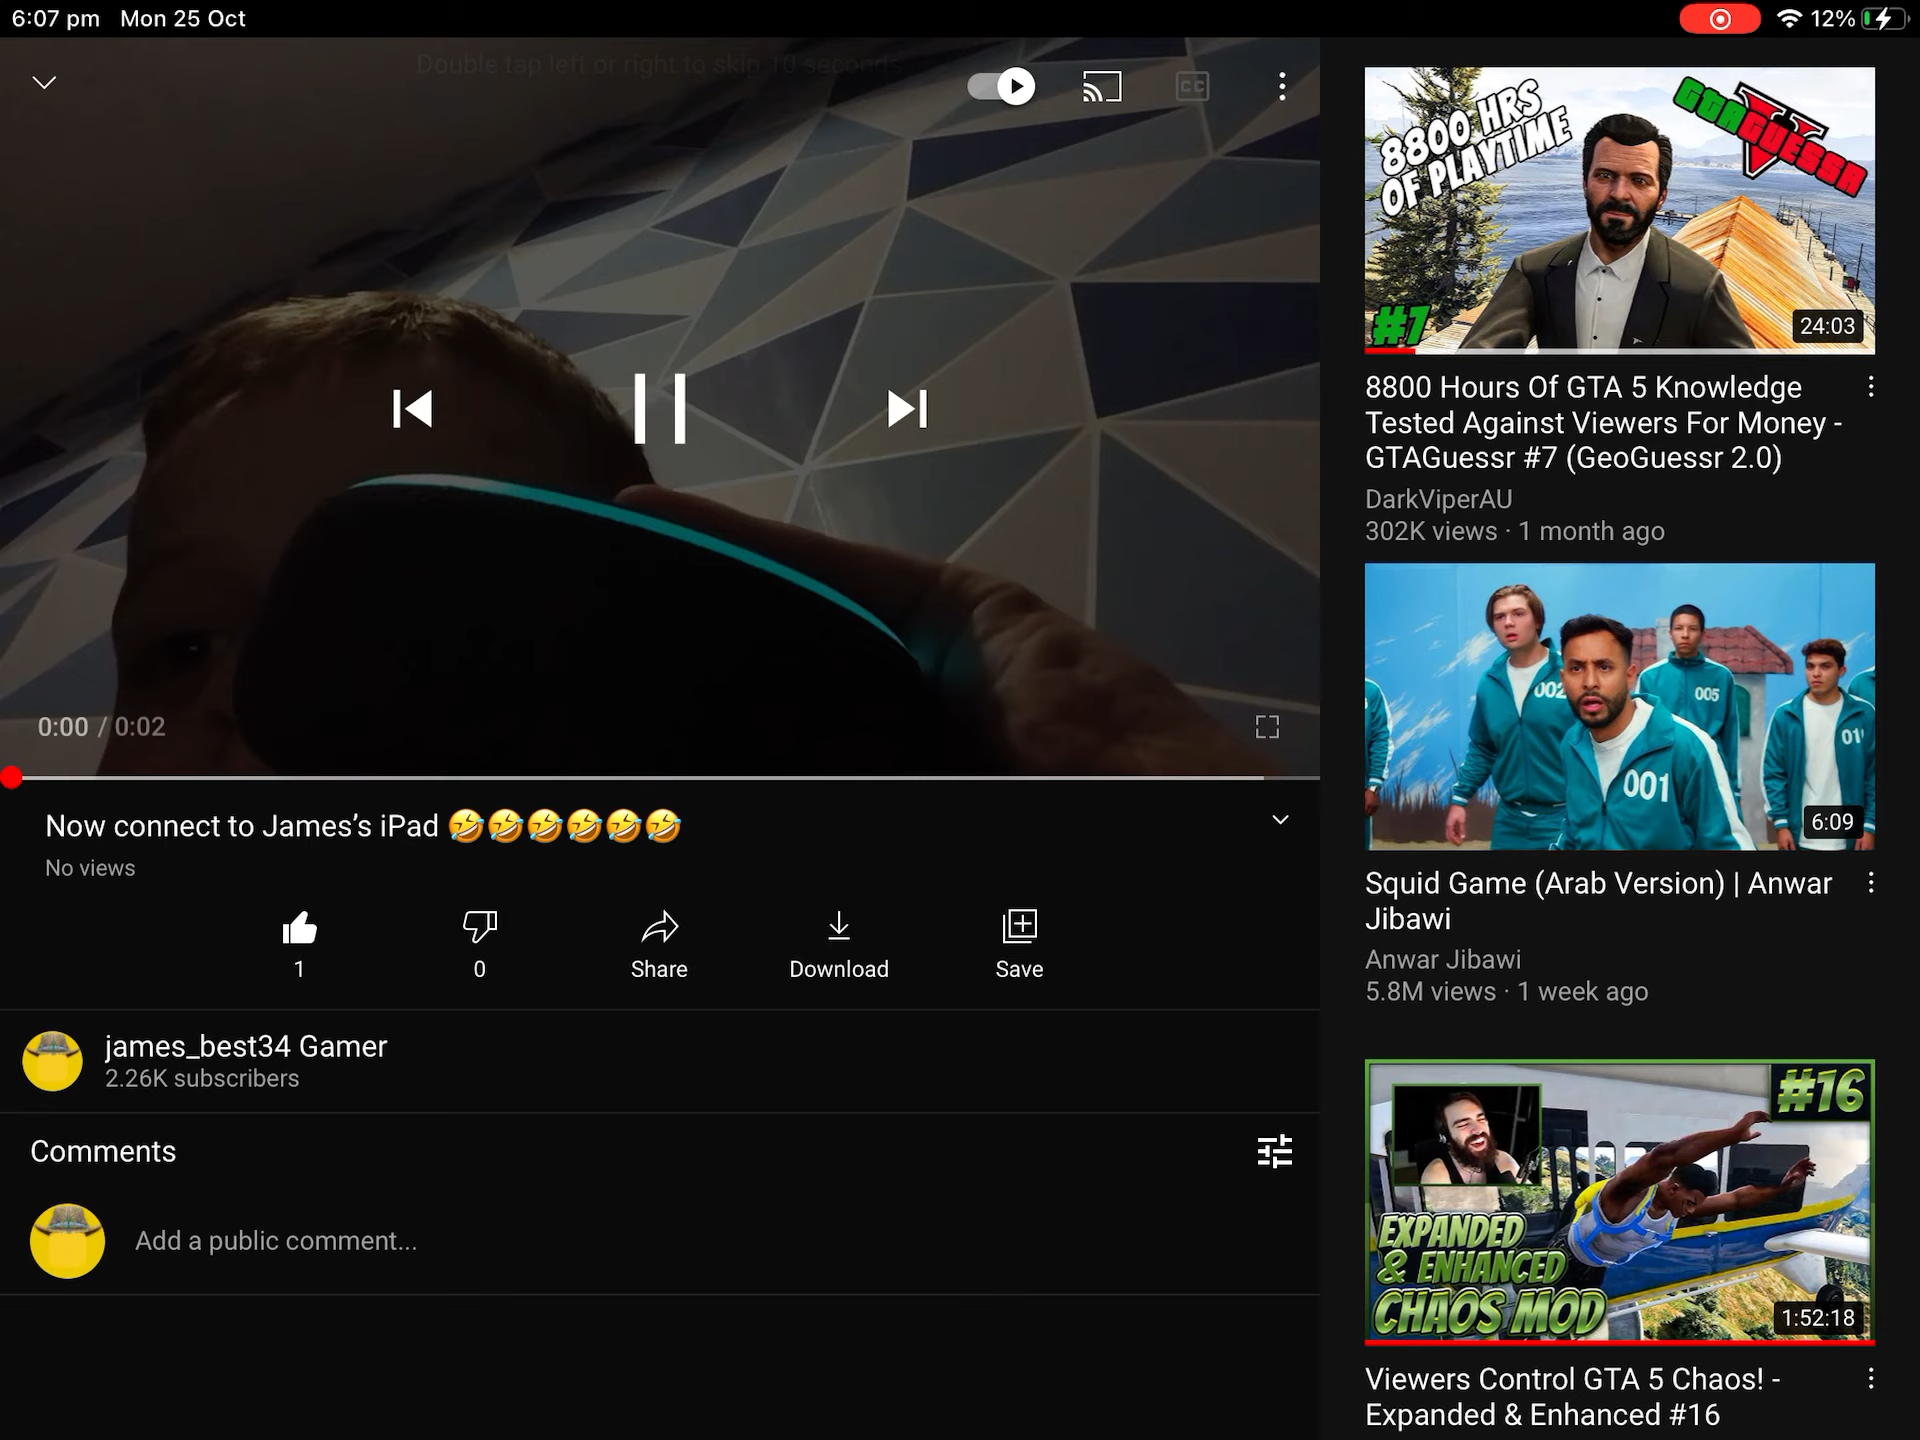 6:07 pm Mon 25 Oct
12%
Double tap left or right to skip 10 seconds
CC
0:00 / 0:02
Now connect to James’s iPad 🤣🤣🤣🤣🤣🤣
No views
1
0
Share
Download
Save
james_best34 Gamer
2.26K subscribers
Comments
Add a public comment...
8800 HRS
OF PLAYTIME
GTAGUESSR
V
#7
24:03
8800 Hours Of GTA 5 Knowledge
Tested Against Viewers For Money -
GTAGuessr #7 (GeoGuessr 2.0)
DarkViperAU
302K views · 1 month ago
002
005
01
001
6:09
Squid Game (Arab Version) | Anwar
Jibawi
Anwar Jibawi
5.8M views · 1 week ago
#16
EXPANDED
& ENHANCED
CHAOS MOD
1:52:18
Viewers Control GTA 5 Chaos! -
Expanded & Enhanced #16